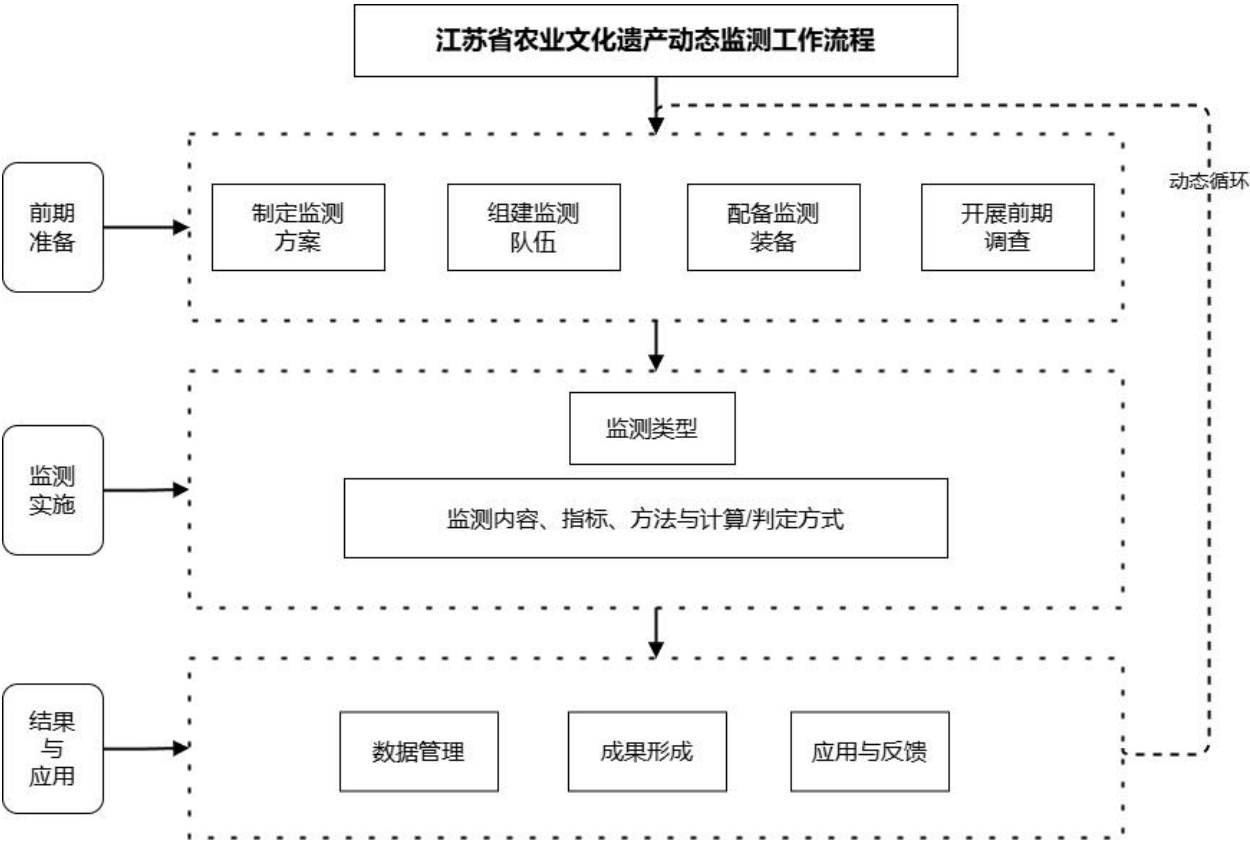 江苏省农业文化遗产动态监测工作流程
动态循环
前期
准备
制定监测
方案
组建监测
队伍
配备监测
装备
开展前期
调查
监测
实施
监测类型
监测内容、指标、方法与计算/判定方式
结果
与
应用
数据管理
成果形成
应用与反馈